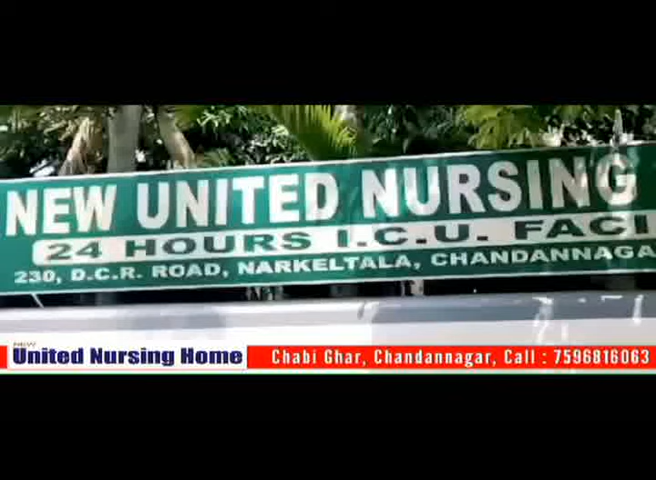 NEW UNITED NURSING
24 HOURS I.C.U. FACI
230, D.C.R. ROAD, NARKELTALA, CHANDANNAGA
NEW
United Nursing Home
Chabi Ghar, Chandannagar, Call : 7596816063